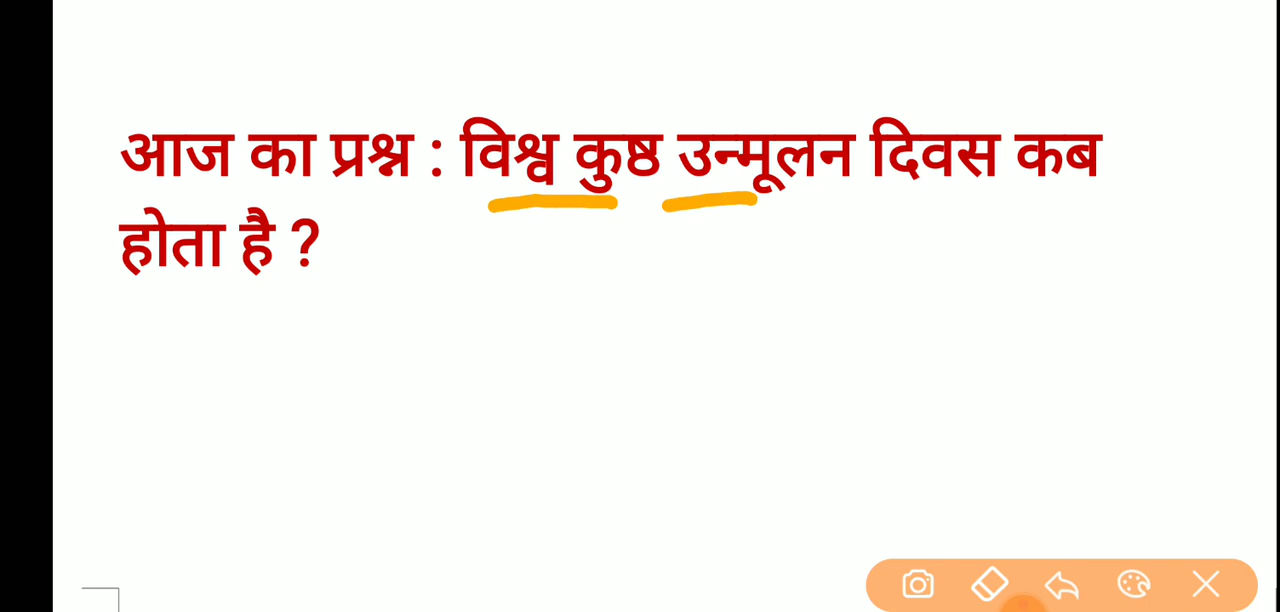 आज का प्रश्न : विश्व कुष्ठ उन्मूलन दिवस कब
होता है ?